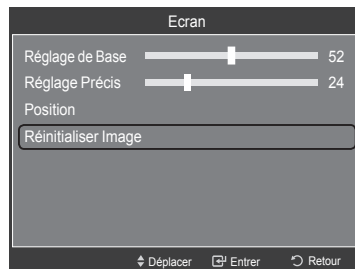 Ecran
Réglage de Base 52
Réglage Précis 24
Position
Réinitialiser Image
Déplacer Entrer Retour